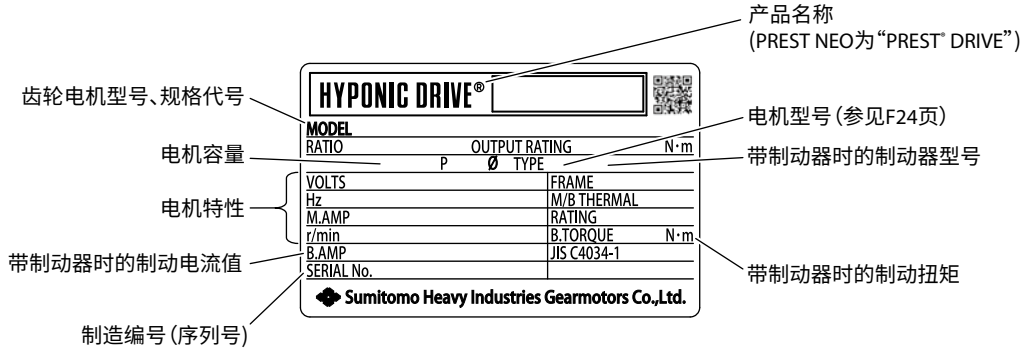 产品名称
(PREST NEO为“PREST® DRIVE”)
HYPONIC DRIVE®
齿轮电机型号、规格代号
电机型号(参见F24页)
MODEL
RATIO OUTPUT RATING N·m
电机容量
P Ø TYPE
带制动器时的制动器型号
VOLTS FRAME
Hz M/B THERMAL
电机特性
M.AMP RATING
r/min B.TORQUE N·m
带制动器时的制动电流值
B.AMP JIS C4034-1
SERIAL No.
带制动器时的制动扭矩
Sumitomo Heavy Industries Gearmotors Co.,Ltd.
制造编号(序列号)